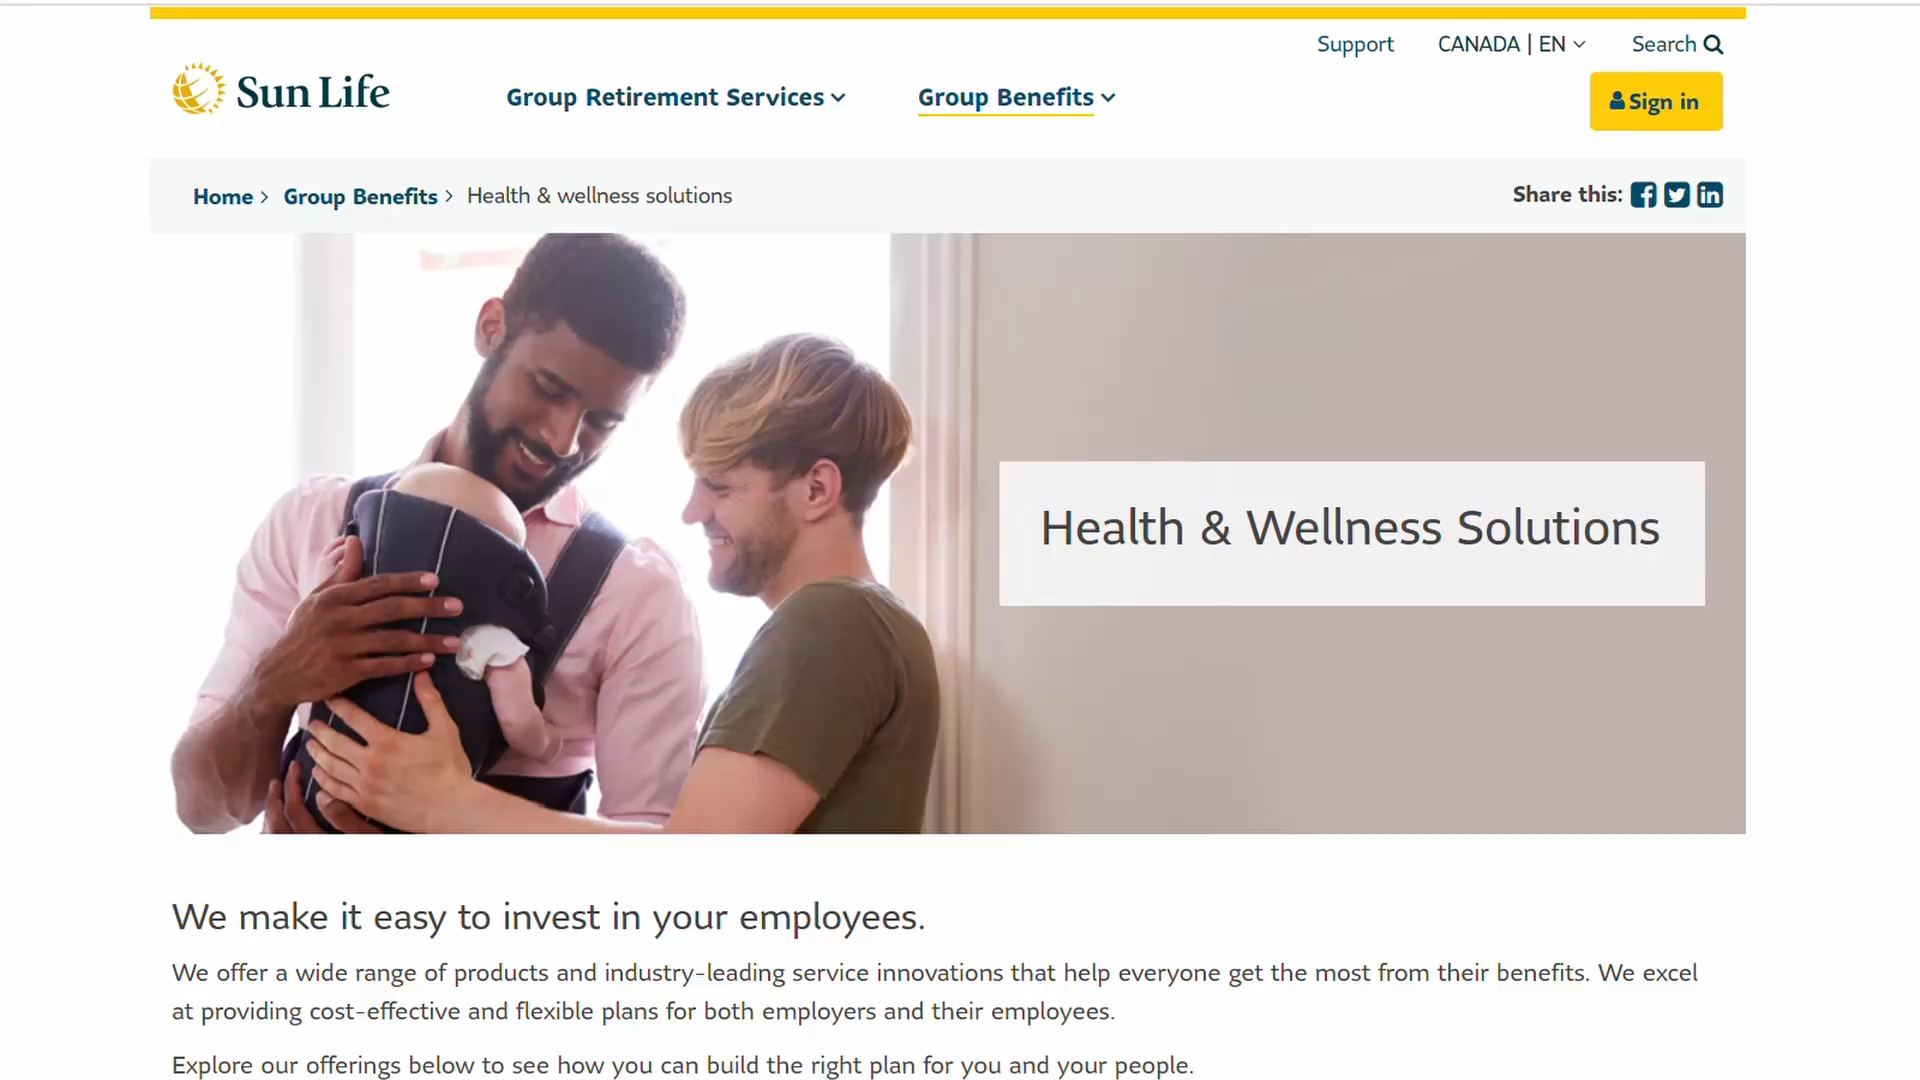 Support
CANADA | EN
Search
Sun Life
Group Retirement Services
Group Benefits
Sign in
Home > Group Benefits > Health & wellness solutions
Share this:
Health & Wellness Solutions
We make it easy to invest in your employees.
We offer a wide range of products and industry-leading service innovations that help everyone get the most from their benefits. We excel
at providing cost-effective and flexible plans for both employers and their employees.
Explore our offerings below to see how you can build the right plan for you and your people.